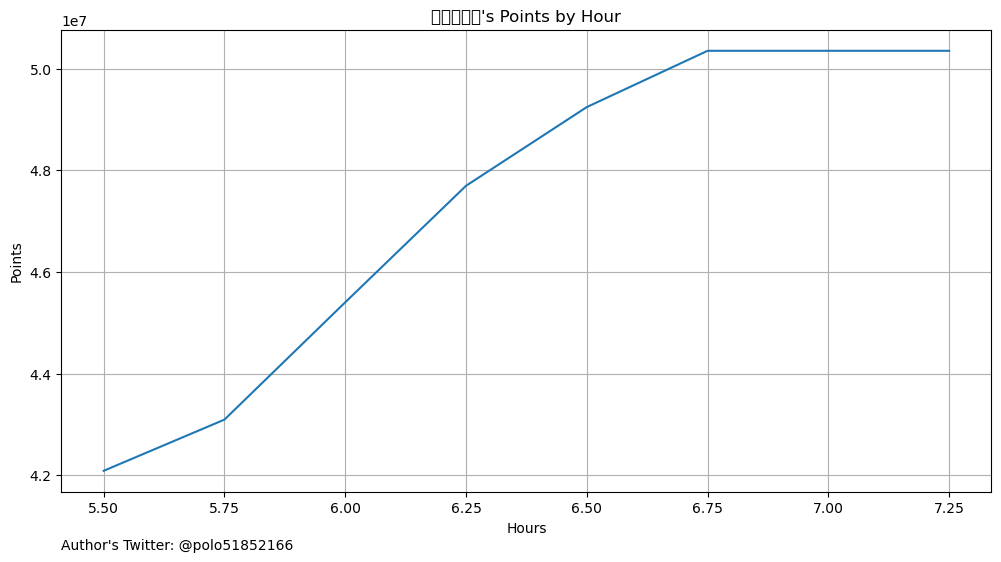 's Points by Hour
1e7
5.0
4.8
4.6
4.4
4.2
Points
5.50 5.75 6.00 6.25 6.50 6.75 7.00 7.25
Hours
Author's Twitter: @polo51852166